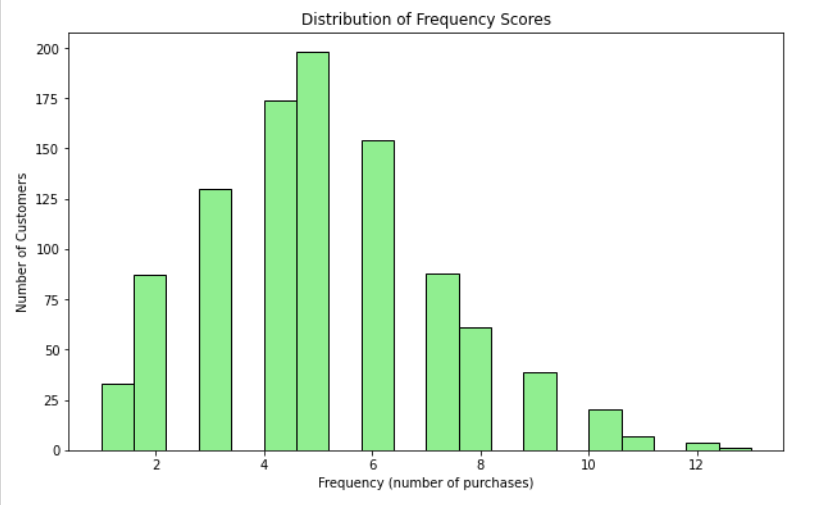 Distribution of Frequency Scores
200
175
150
125
100
75
50
25
0
Number of Customers
2 4 6 8 10 12
Frequency (number of purchases)